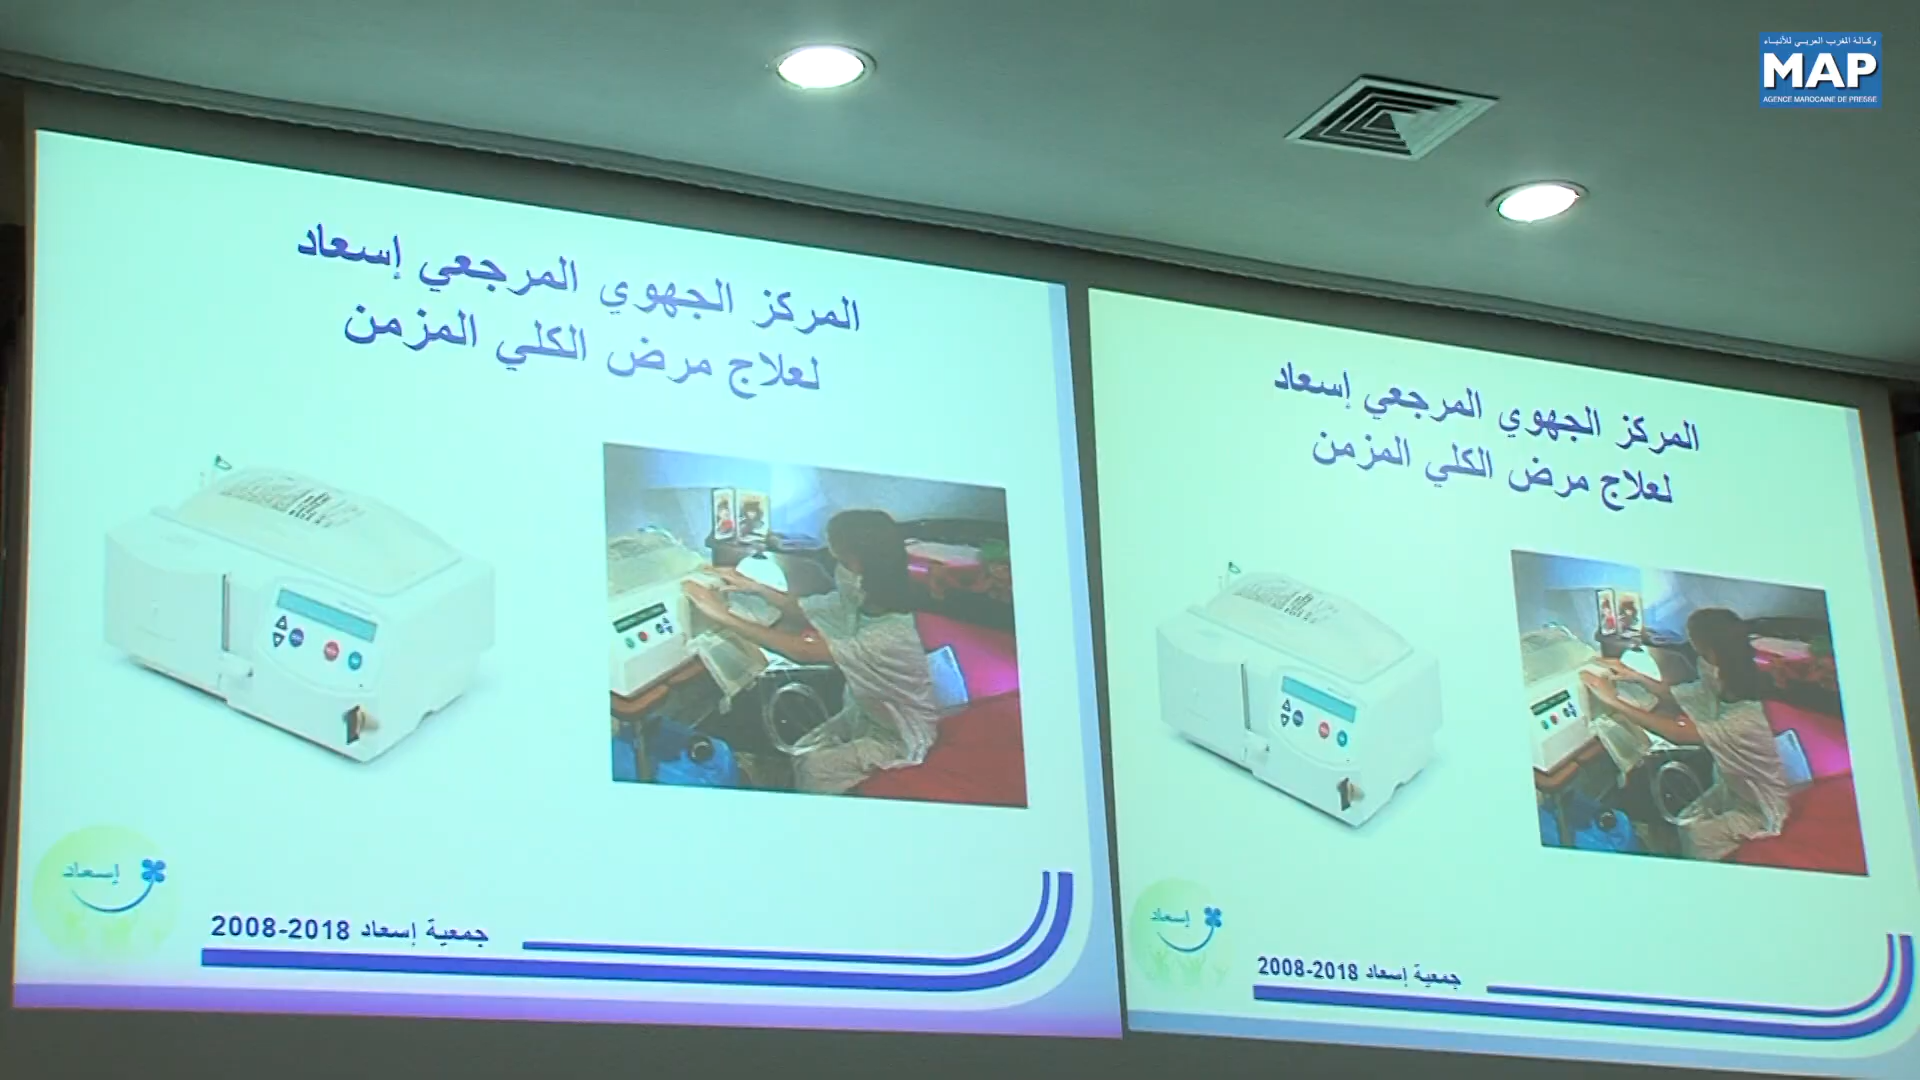 وكالة المغرب العربي للأنباء
MAP
AGENCE MAROCAINE DE PRESSE
المركز الجهوي المرجعي إسعاد
لعلاج مرض الكلي المزمن
إسعاد
جمعية إسعاد 2008-2018
المركز الجهوي المرجعي إسعاد
لعلاج مرض الكلي المزمن
إسعاد
جمعية إسعاد 2008-2018